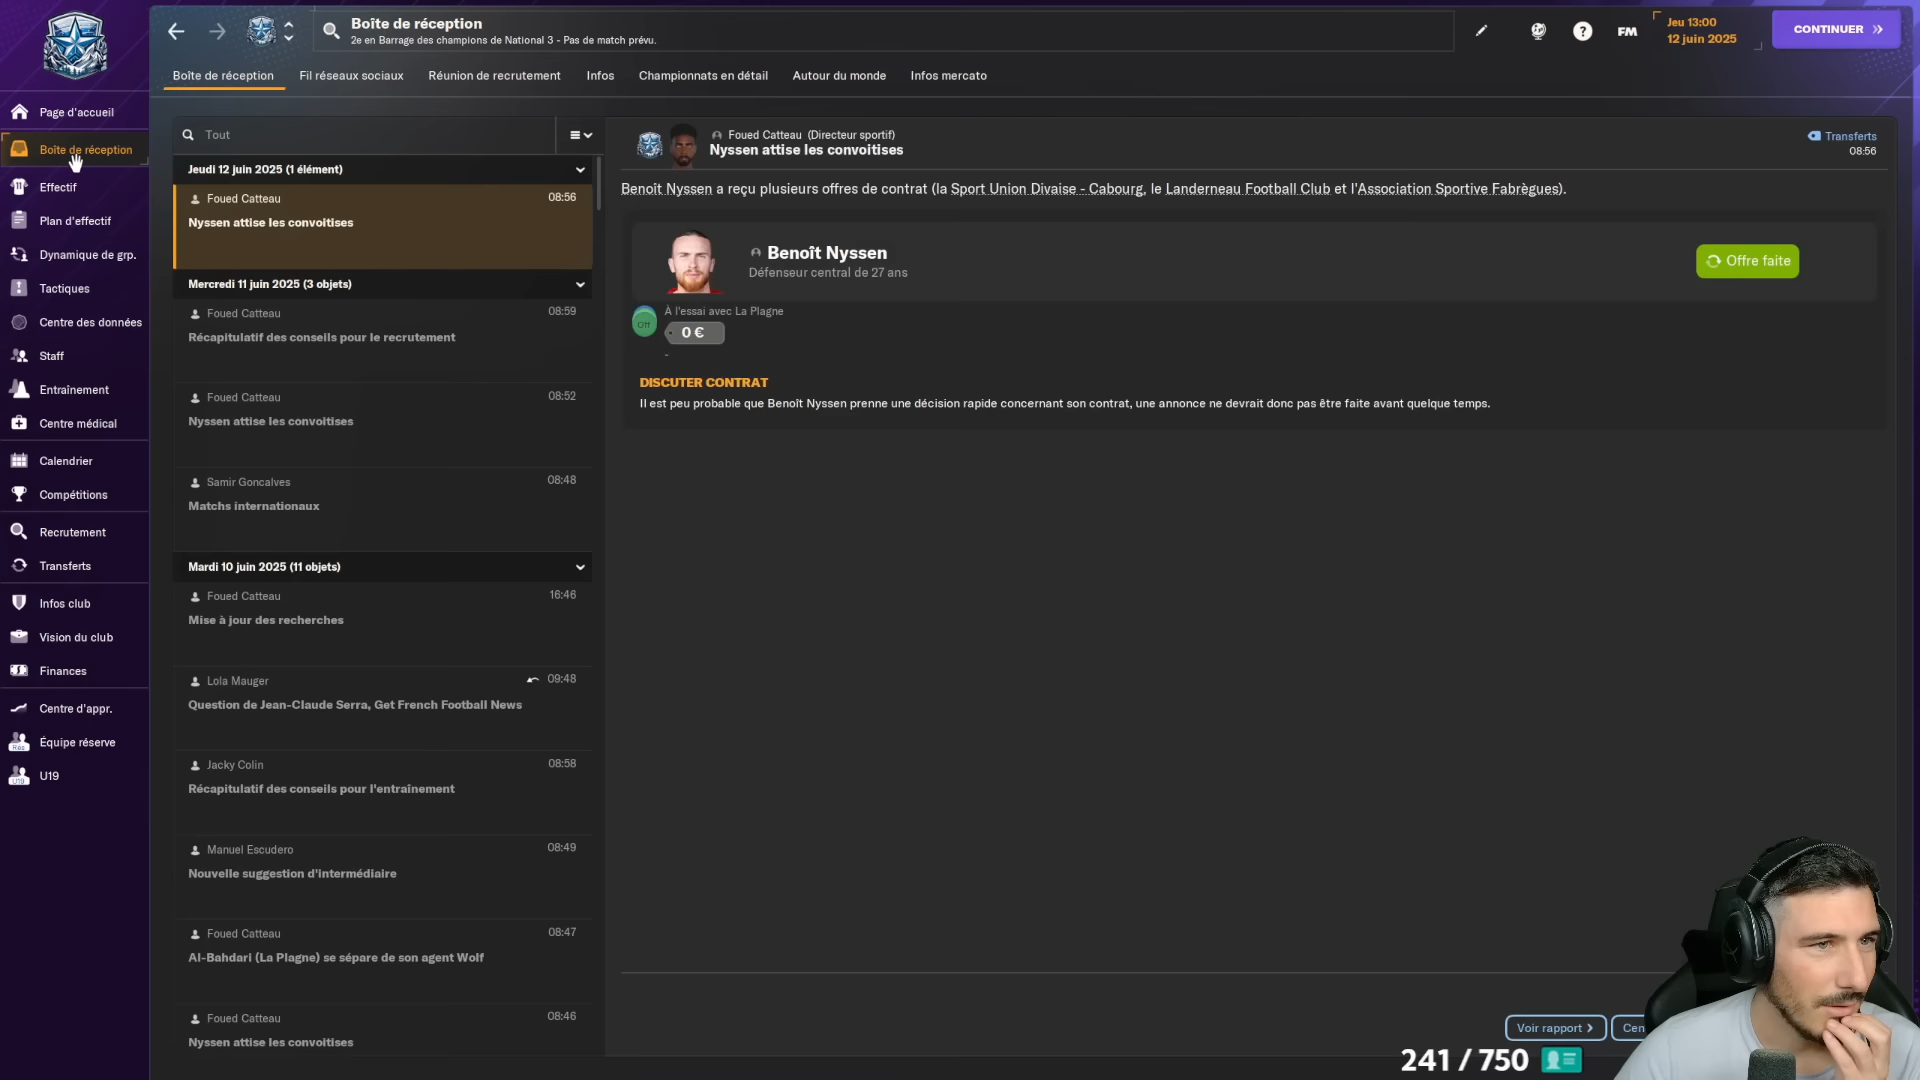 Boîte de réception
2e en Barrage des champions de National 3 - Pas de match prévu.
FM
Jeu 13:00
12 juin 2025
CONTINUER
Boîte de réception
Fil réseaux sociaux
Réunion de recrutement
Infos
Championnats en détail
Autour du monde
Infos mercato
Page d'accueil
Boîte de réception
Effectif
Plan d'effectif
Dynamique de grp.
Tactiques
Centre des données
Staff
Entraînement
Centre médical
Calendrier
Compétitions
Recrutement
Transferts
Infos club
Vision du club
Finances
Centre d'appr.
Équipe réserve
U19
Tout
Jeudi 12 juin 2025 (1 élément)
Foued Catteau
08:56
Nyssen attise les convoitises
Mercredi 11 juin 2025 (3 objets)
Foued Catteau
08:59
Récapitulatif des conseils pour le recrutement
Foued Catteau
08:52
Nyssen attise les convoitises
Samir Goncalves
08:48
Matchs internationaux
Mardi 10 juin 2025 (11 objets)
Foued Catteau
16:46
Mise à jour des recherches
Lola Mauger
09:48
Question de Jean-Claude Serra, Get French Football News
Jacky Colin
08:58
Récapitulatif des conseils pour l'entraînement
Manuel Escudero
08:49
Nouvelle suggestion d'intermédiaire
Foued Catteau
08:47
Al-Bahdari (La Plagne) se sépare de son agent Wolf
Foued Catteau
08:46
Nyssen attise les convoitises
Foued Catteau (Directeur sportif)
Nyssen attise les convoitises
Transferts
08:56
Benoît Nyssen a reçu plusieurs offres de contrat (la Sport Union Divaise - Cabourg, le Landerneau Football Club et l'Association Sportive Fabrègues).
Benoît Nyssen
Défenseur central de 27 ans
Offre faite
Off
À l'essai avec La Plagne
0 €
-
DISCUTER CONTRAT
Il est peu probable que Benoît Nyssen prenne une décision rapide concernant son contrat, une annonce ne devrait donc pas être faite avant quelque temps.
Voir rapport
Cen
241 / 750